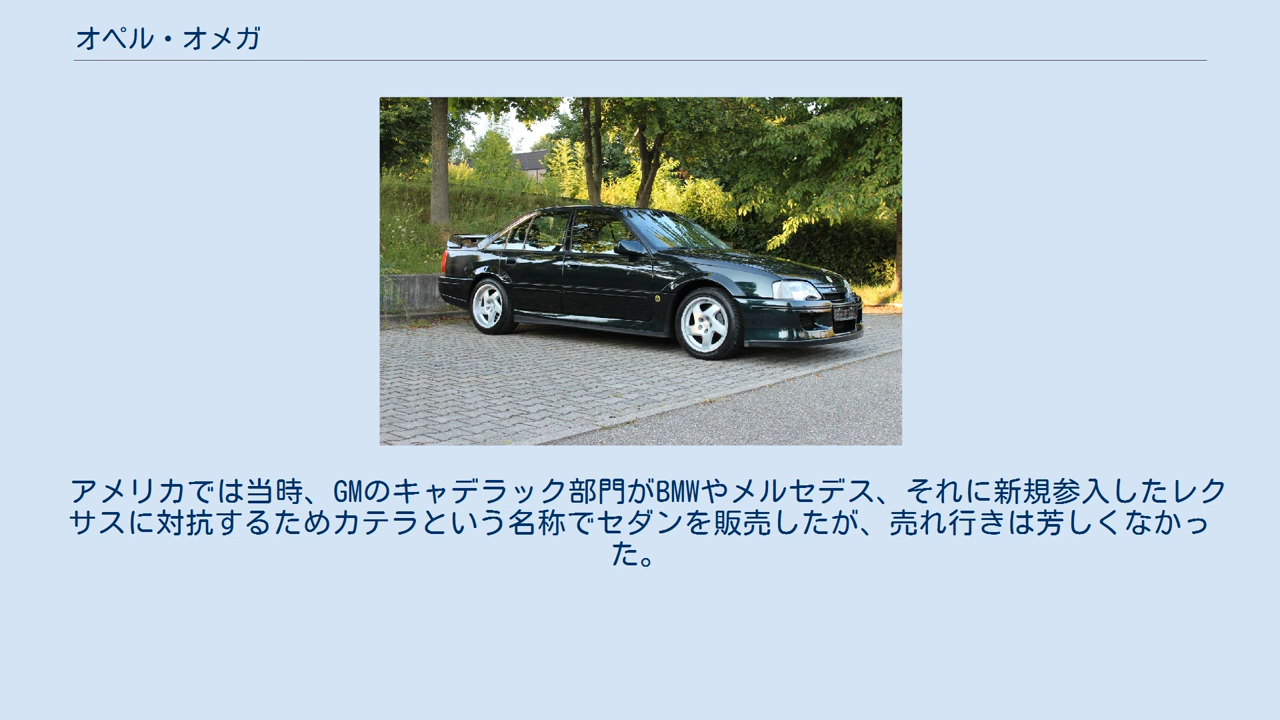 オペル・オメガ
アメリカでは当時、GMのキャデラック部門がBMWやメルセデス、それに新規参入したレク
サスに対抗するためカテラという名称でセダンを販売したが、売れ行きは芳しくなかっ
た。